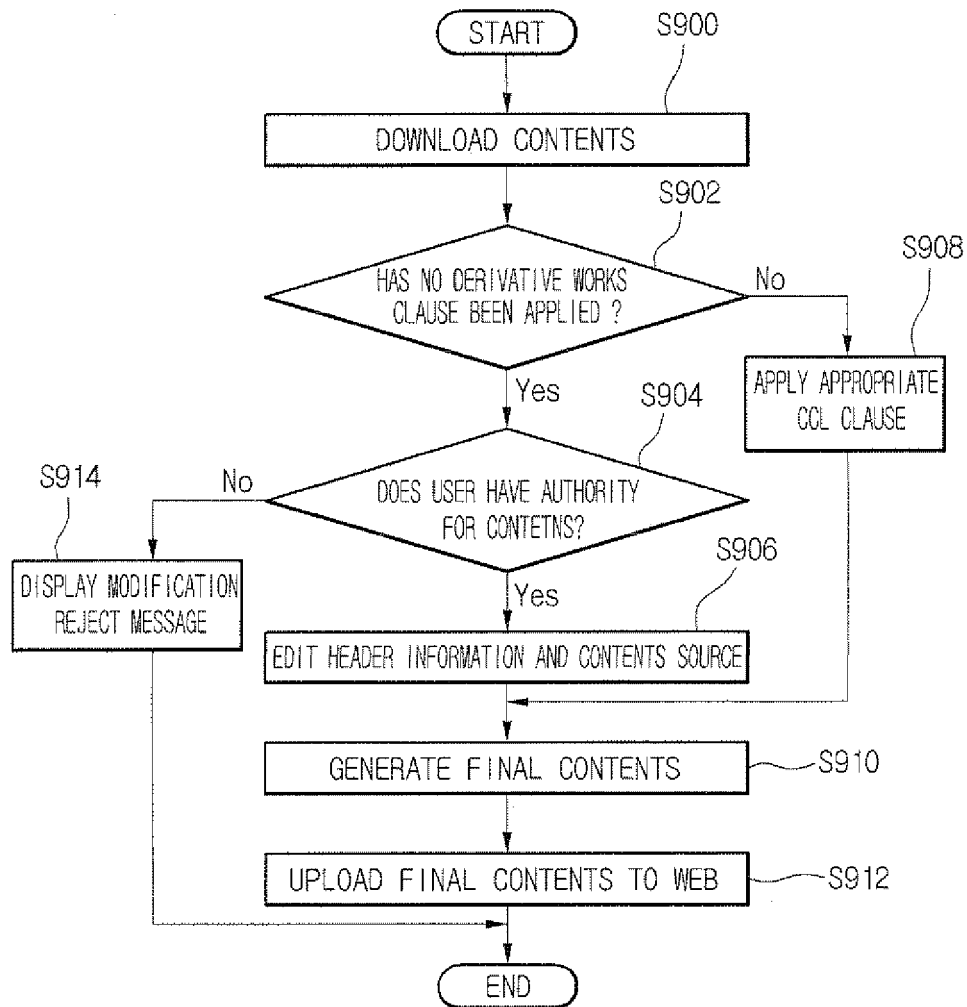 START
S900
DOWNLOAD CONTENTS
S902
HAS NO DERIVATIVE WORKS
CLAUSE BEEN APPLIED ?
No
S908
APPLY APPROPRIATE
CCL CLAUSE
Yes
S904
DOES USER HAVE AUTHORITY
FOR CONTETNS?
No
S914
DISPLAY MODIFICATION
REJECT MESSAGE
Yes
S906
EDIT HEADER INFORMATION AND CONTENTS SOURCE
GENERATE FINAL CONTENTS
S910
UPLOAD FINAL CONTENTS TO WEB
S912
END